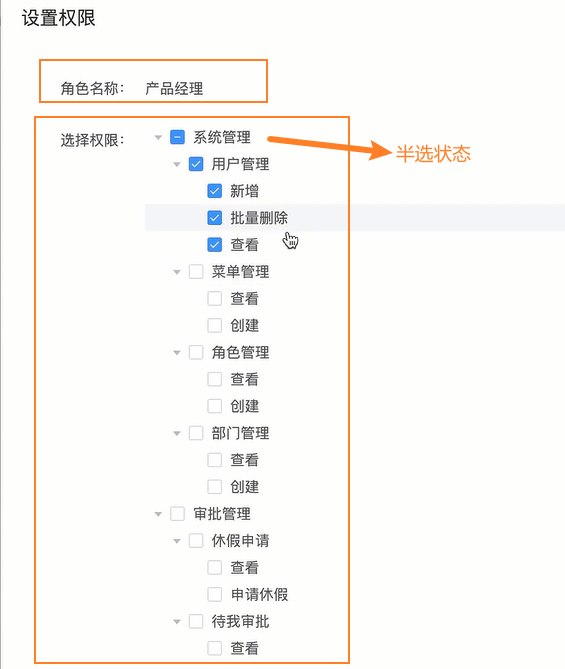 设置权限
角色名称： 产品经理
选择权限： 系统管理 半选状态
用户管理
新增
批量删除
查看
菜单管理
查看
创建
角色管理
查看
创建
部门管理
查看
创建
审批管理
休假申请
查看
申请休假
待我审批
查看